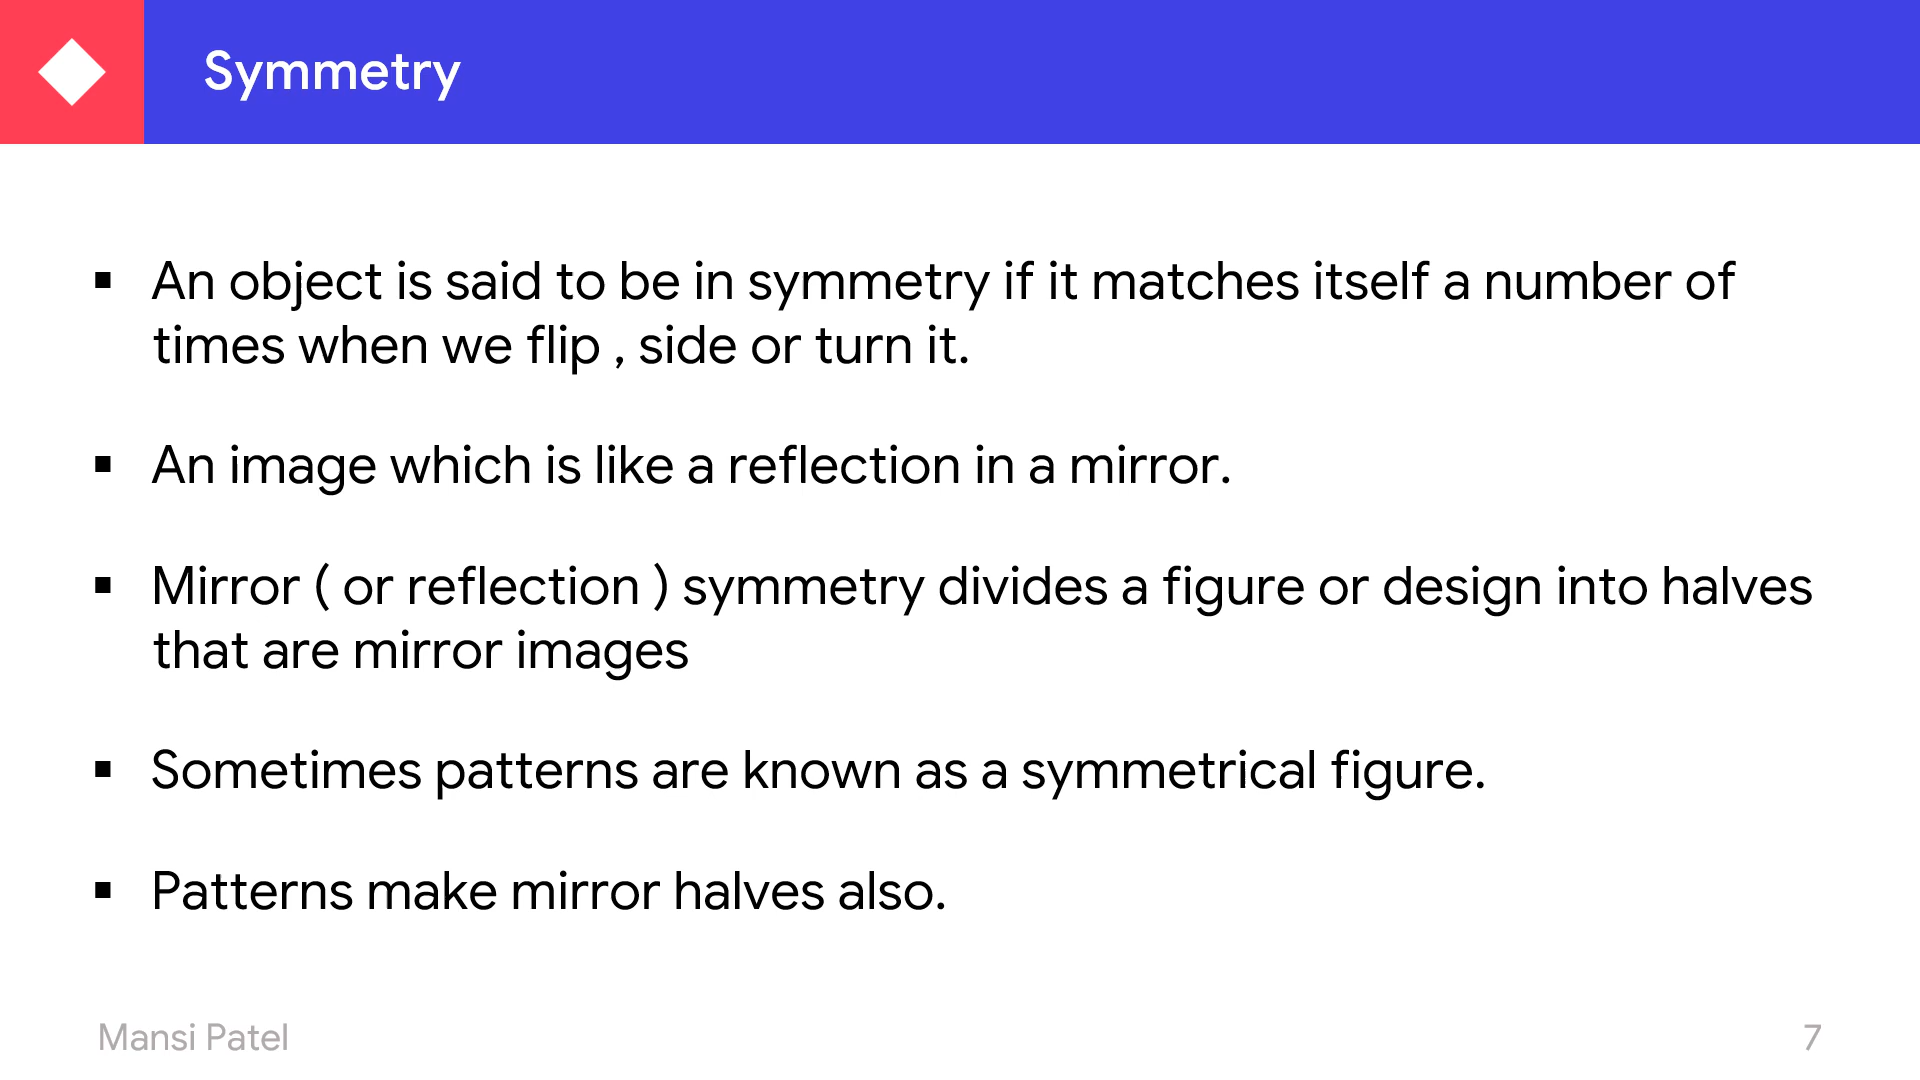 Symmetry
▪ An object is said to be in symmetry if it matches itself a number of
times when we flip , side or turn it.
▪ An image which is like a reflection in a mirror.
▪ Mirror ( or reflection ) symmetry divides a figure or design into halves
that are mirror images
▪ Sometimes patterns are known as a symmetrical figure.
▪ Patterns make mirror halves also.
Mansi Patel
7